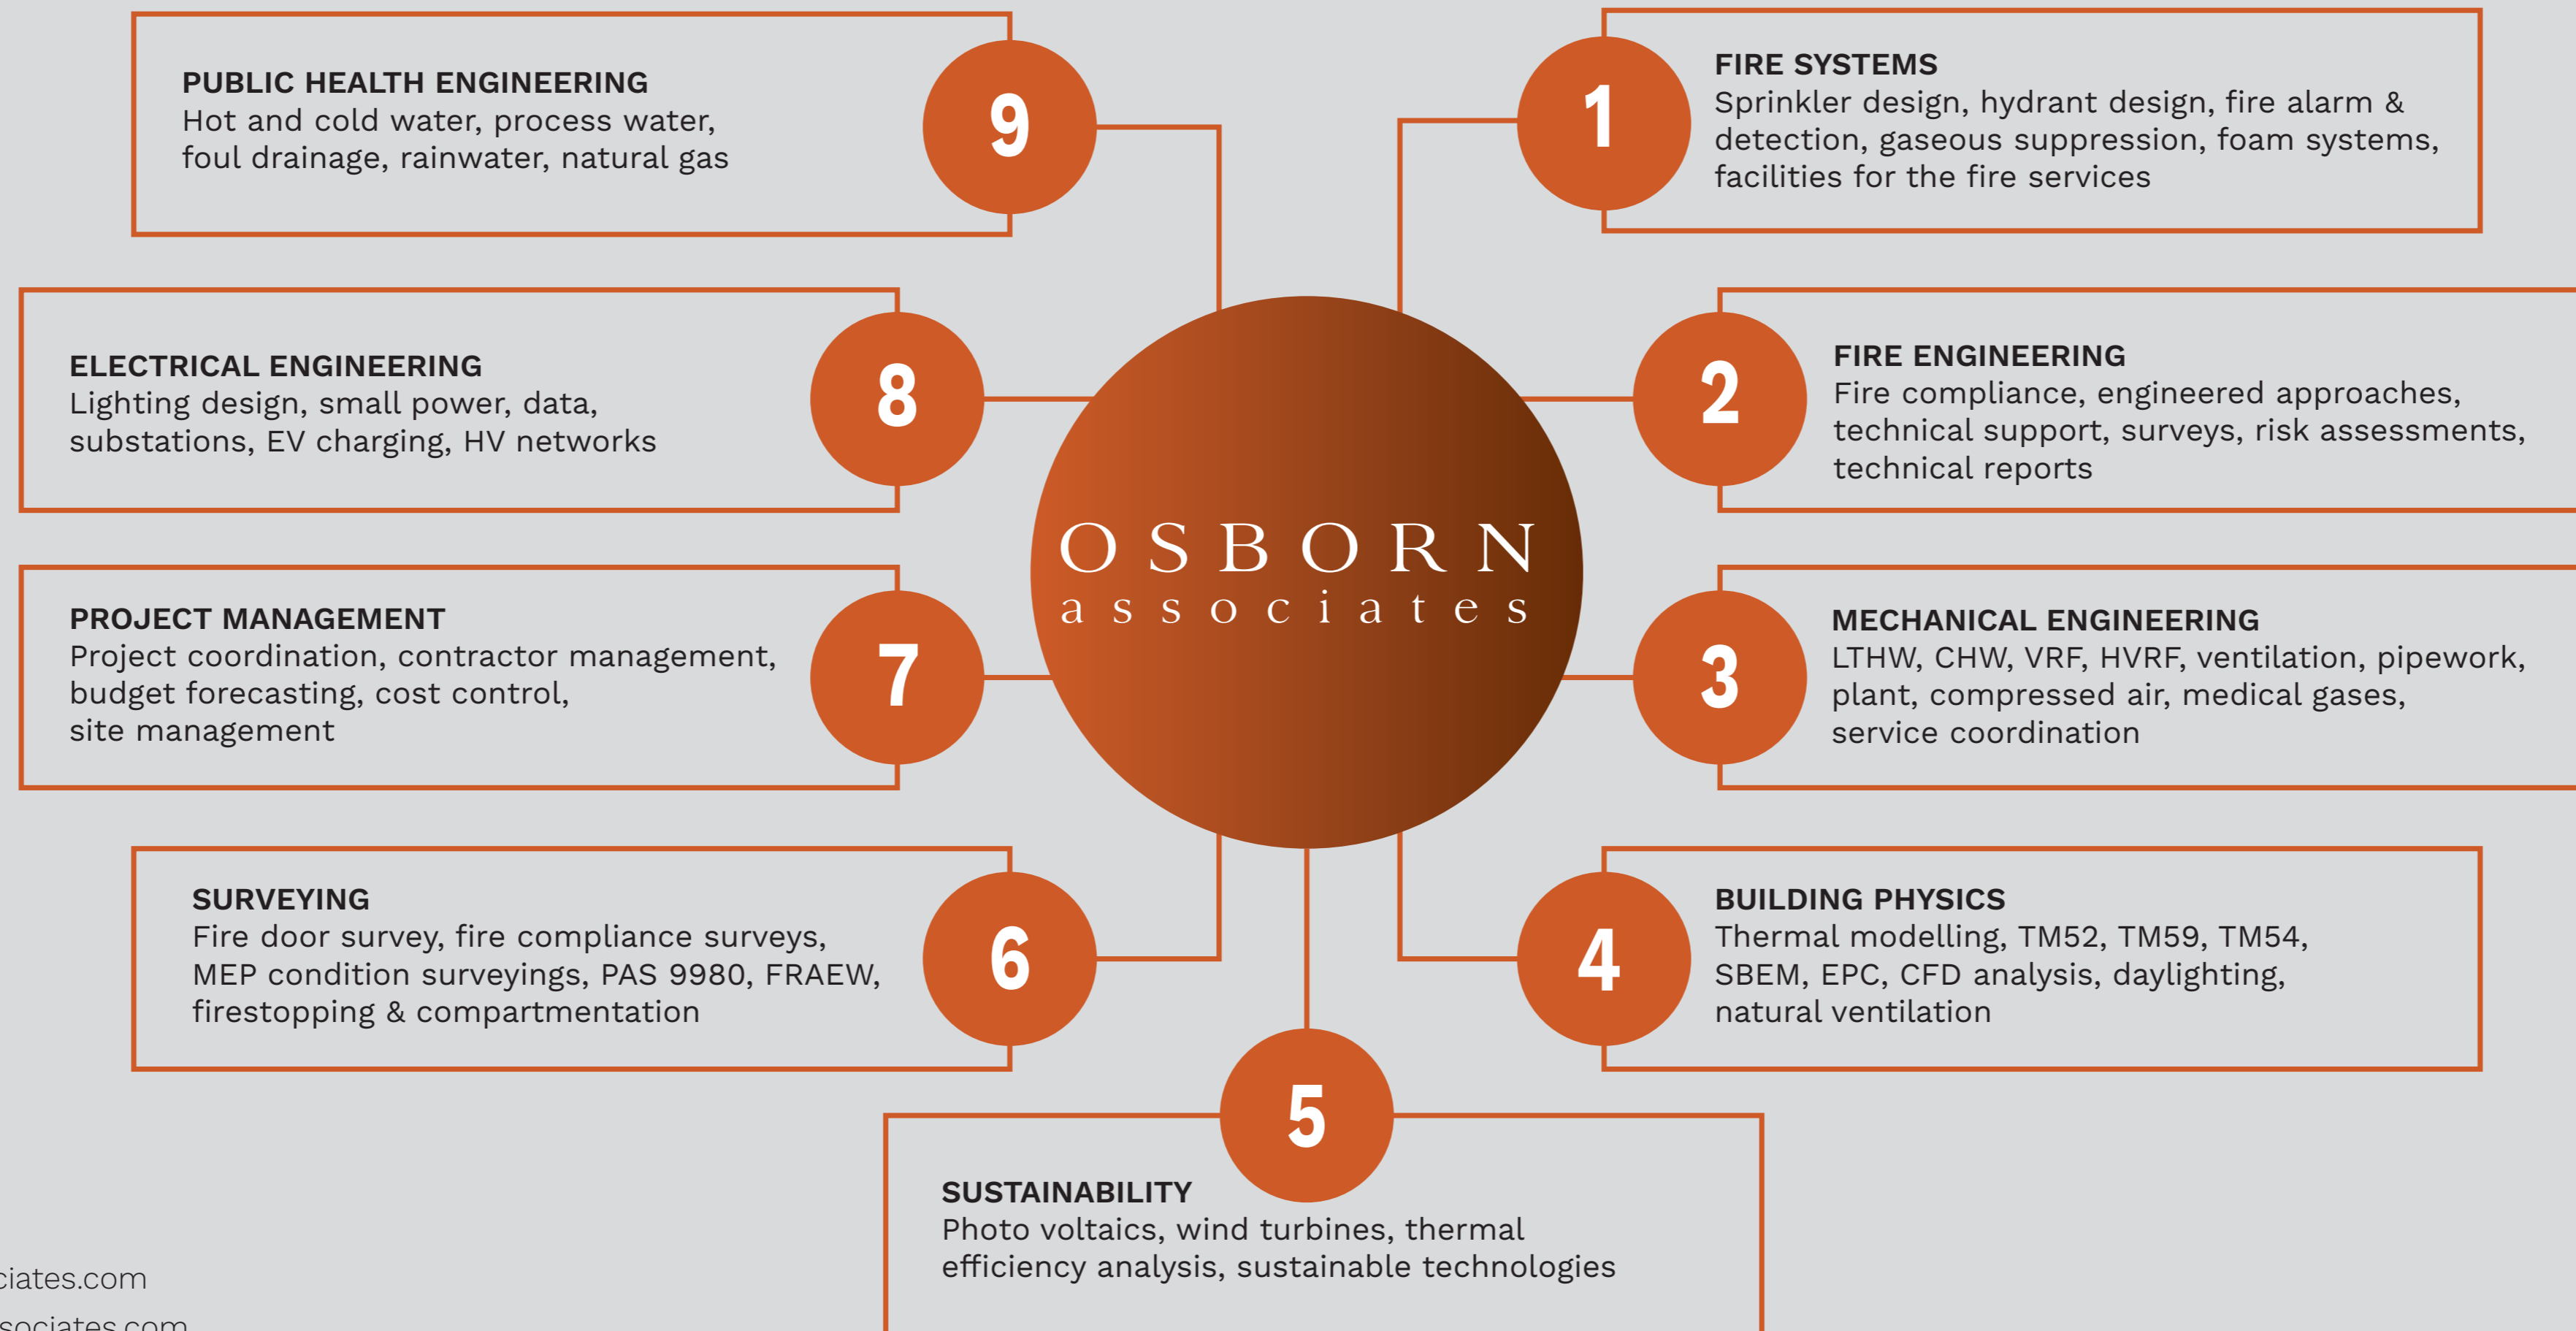 9
PUBLIC HEALTH ENGINEERING
Hot and cold water, process water,
foul drainage, rainwater, natural gas
1
FIRE SYSTEMS
Sprinkler design, hydrant design, fire alarm &
detection, gaseous suppression, foam systems,
facilities for the fire services
8
ELECTRICAL ENGINEERING
Lighting design, small power, data,
substations, EV charging, HV networks
2
FIRE ENGINEERING
Fire compliance, engineered approaches,
technical support, surveys, risk assessments,
technical reports
OSBORN
associates
7
PROJECT MANAGEMENT
Project coordination, contractor management,
budget forecasting, cost control,
site management
3
MECHANICAL ENGINEERING
LTHW, CHW, VRF, HVRF, ventilation, pipework,
plant, compressed air, medical gases,
service coordination
6
SURVEYING
Fire door survey, fire compliance surveys,
MEP condition surveyings, PAS 9980, FRAEW,
firestopping & compartmentation
4
BUILDING PHYSICS
Thermal modelling, TM52, TM59, TM54,
SBEM, EPC, CFD analysis, daylighting,
natural ventilation
5
SUSTAINABILITY
Photo voltaics, wind turbines, thermal
efficiency analysis, sustainable technologies
ciates.com
sociates.com